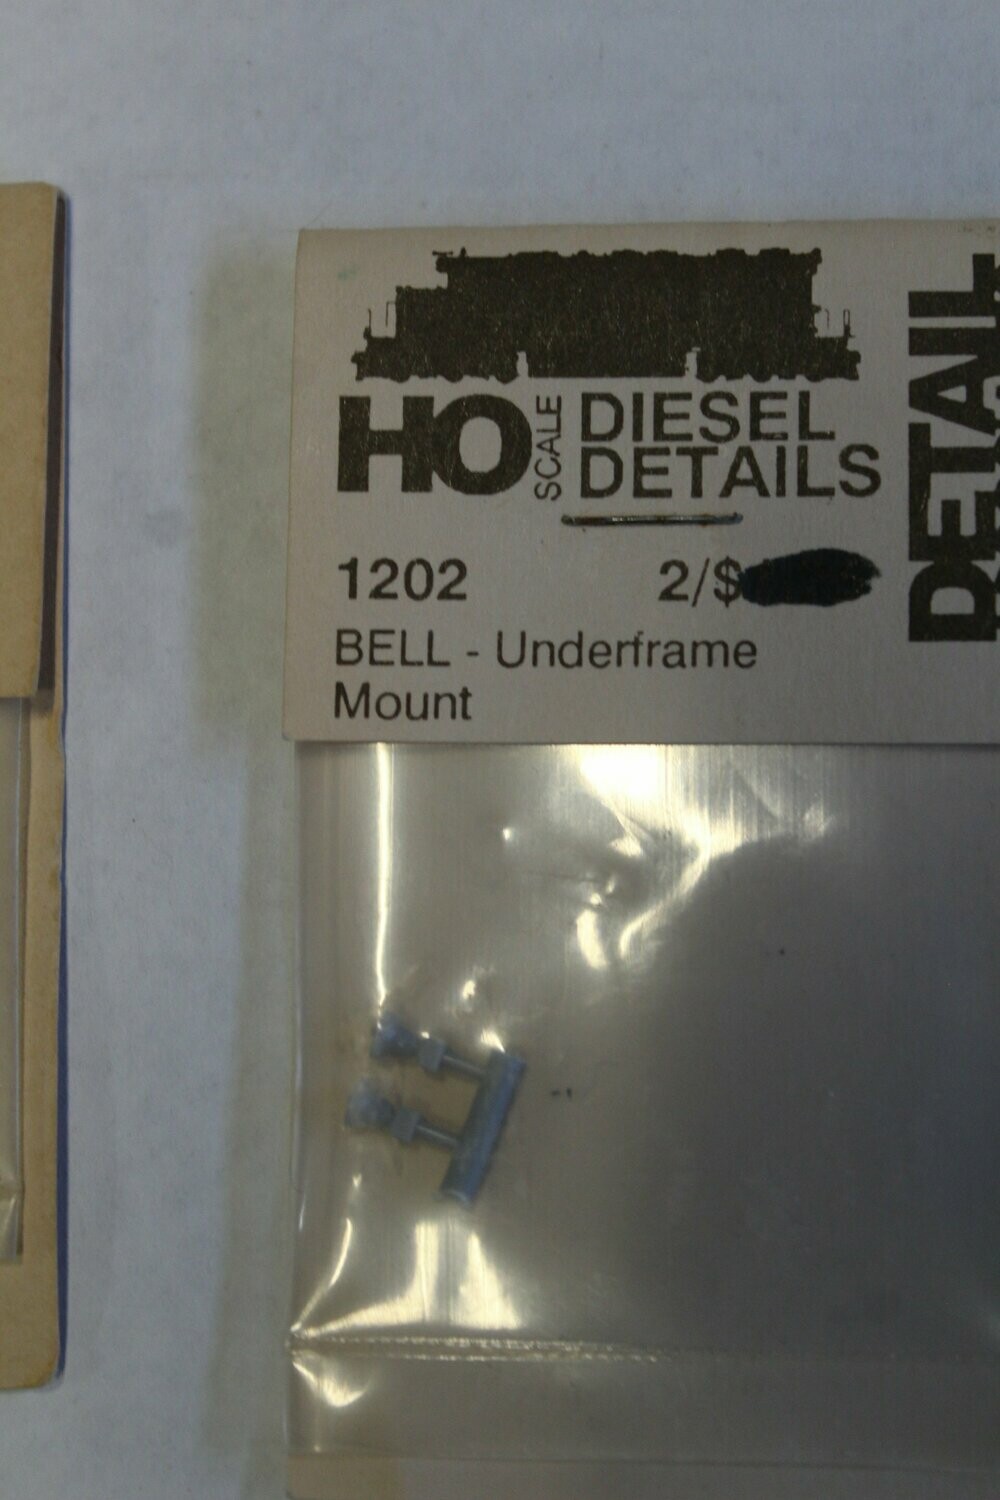 HO SCALE DIESEL
DETAILS
1202 2/$
BELL - Underframe
Mount
DETAIL